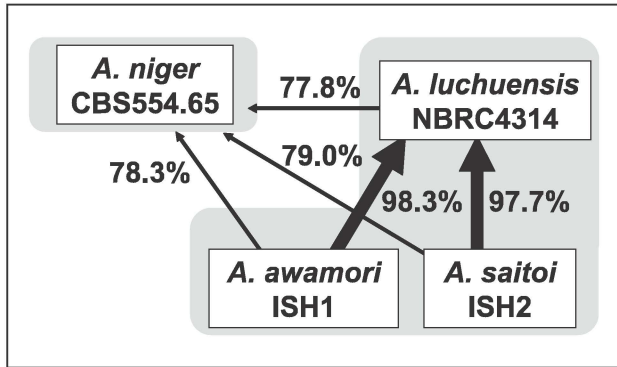 A. niger
CBS554.65
A. luchuensis
NBRC4314
77.8%
78.3%
79.0%
98.3%
97.7%
A. awamori
ISH1
A. saitoi
ISH2